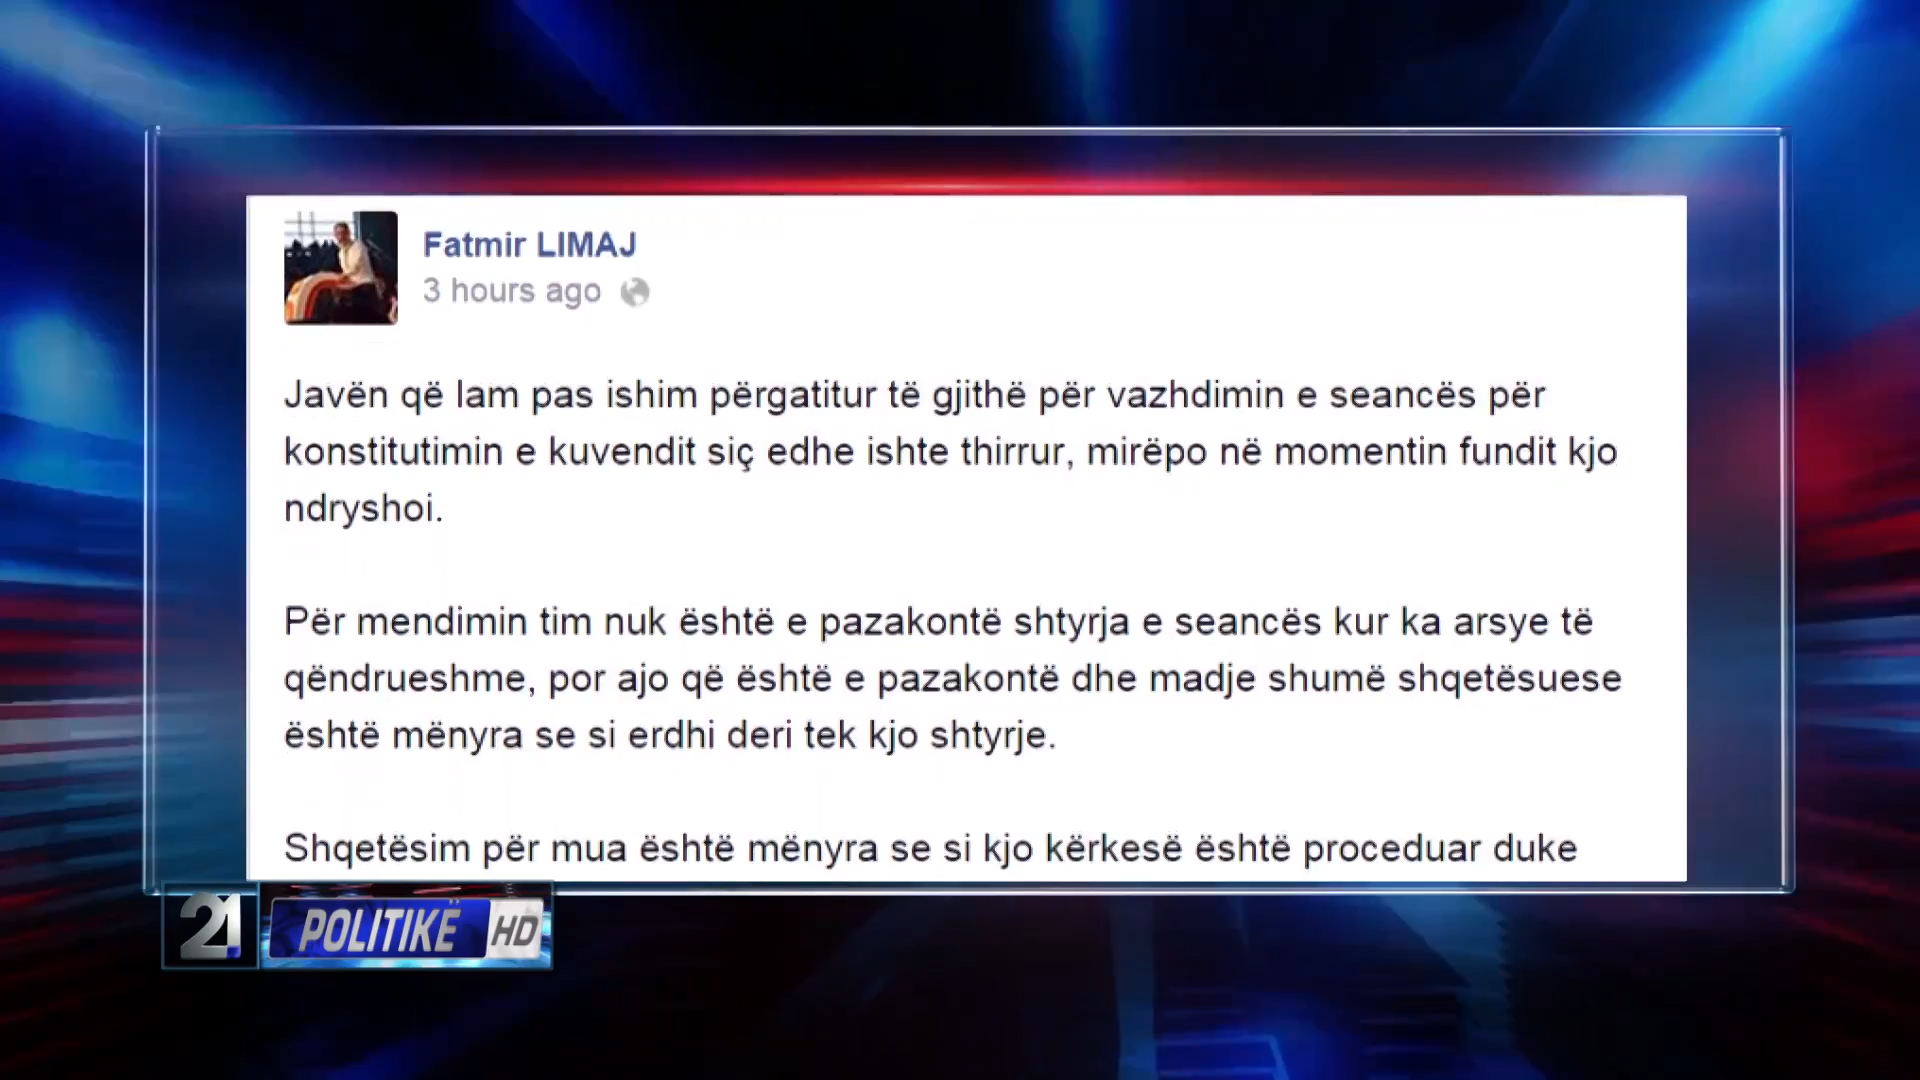 Fatmir LIMAJ
3 hours ago
Javën që lam pas ishim përgatitur të gjithë për vazhdimin e seancës për
konstitutimin e kuvendit siç edhe ishte thirrur, mirëpo në momentin fundit kjo
ndryshoi.
Për mendimin tim nuk është e pazakontë shtyrja e seancës kur ka arsye të
qëndrueshme, por ajo që është e pazakontë dhe madje shumë shqetësuese
është mënyra se si erdhi deri tek kjo shtyrje.
Shqetësim për mua është mënyra se si kjo kërkesë është proceduar duke
21 POLITIKË HD